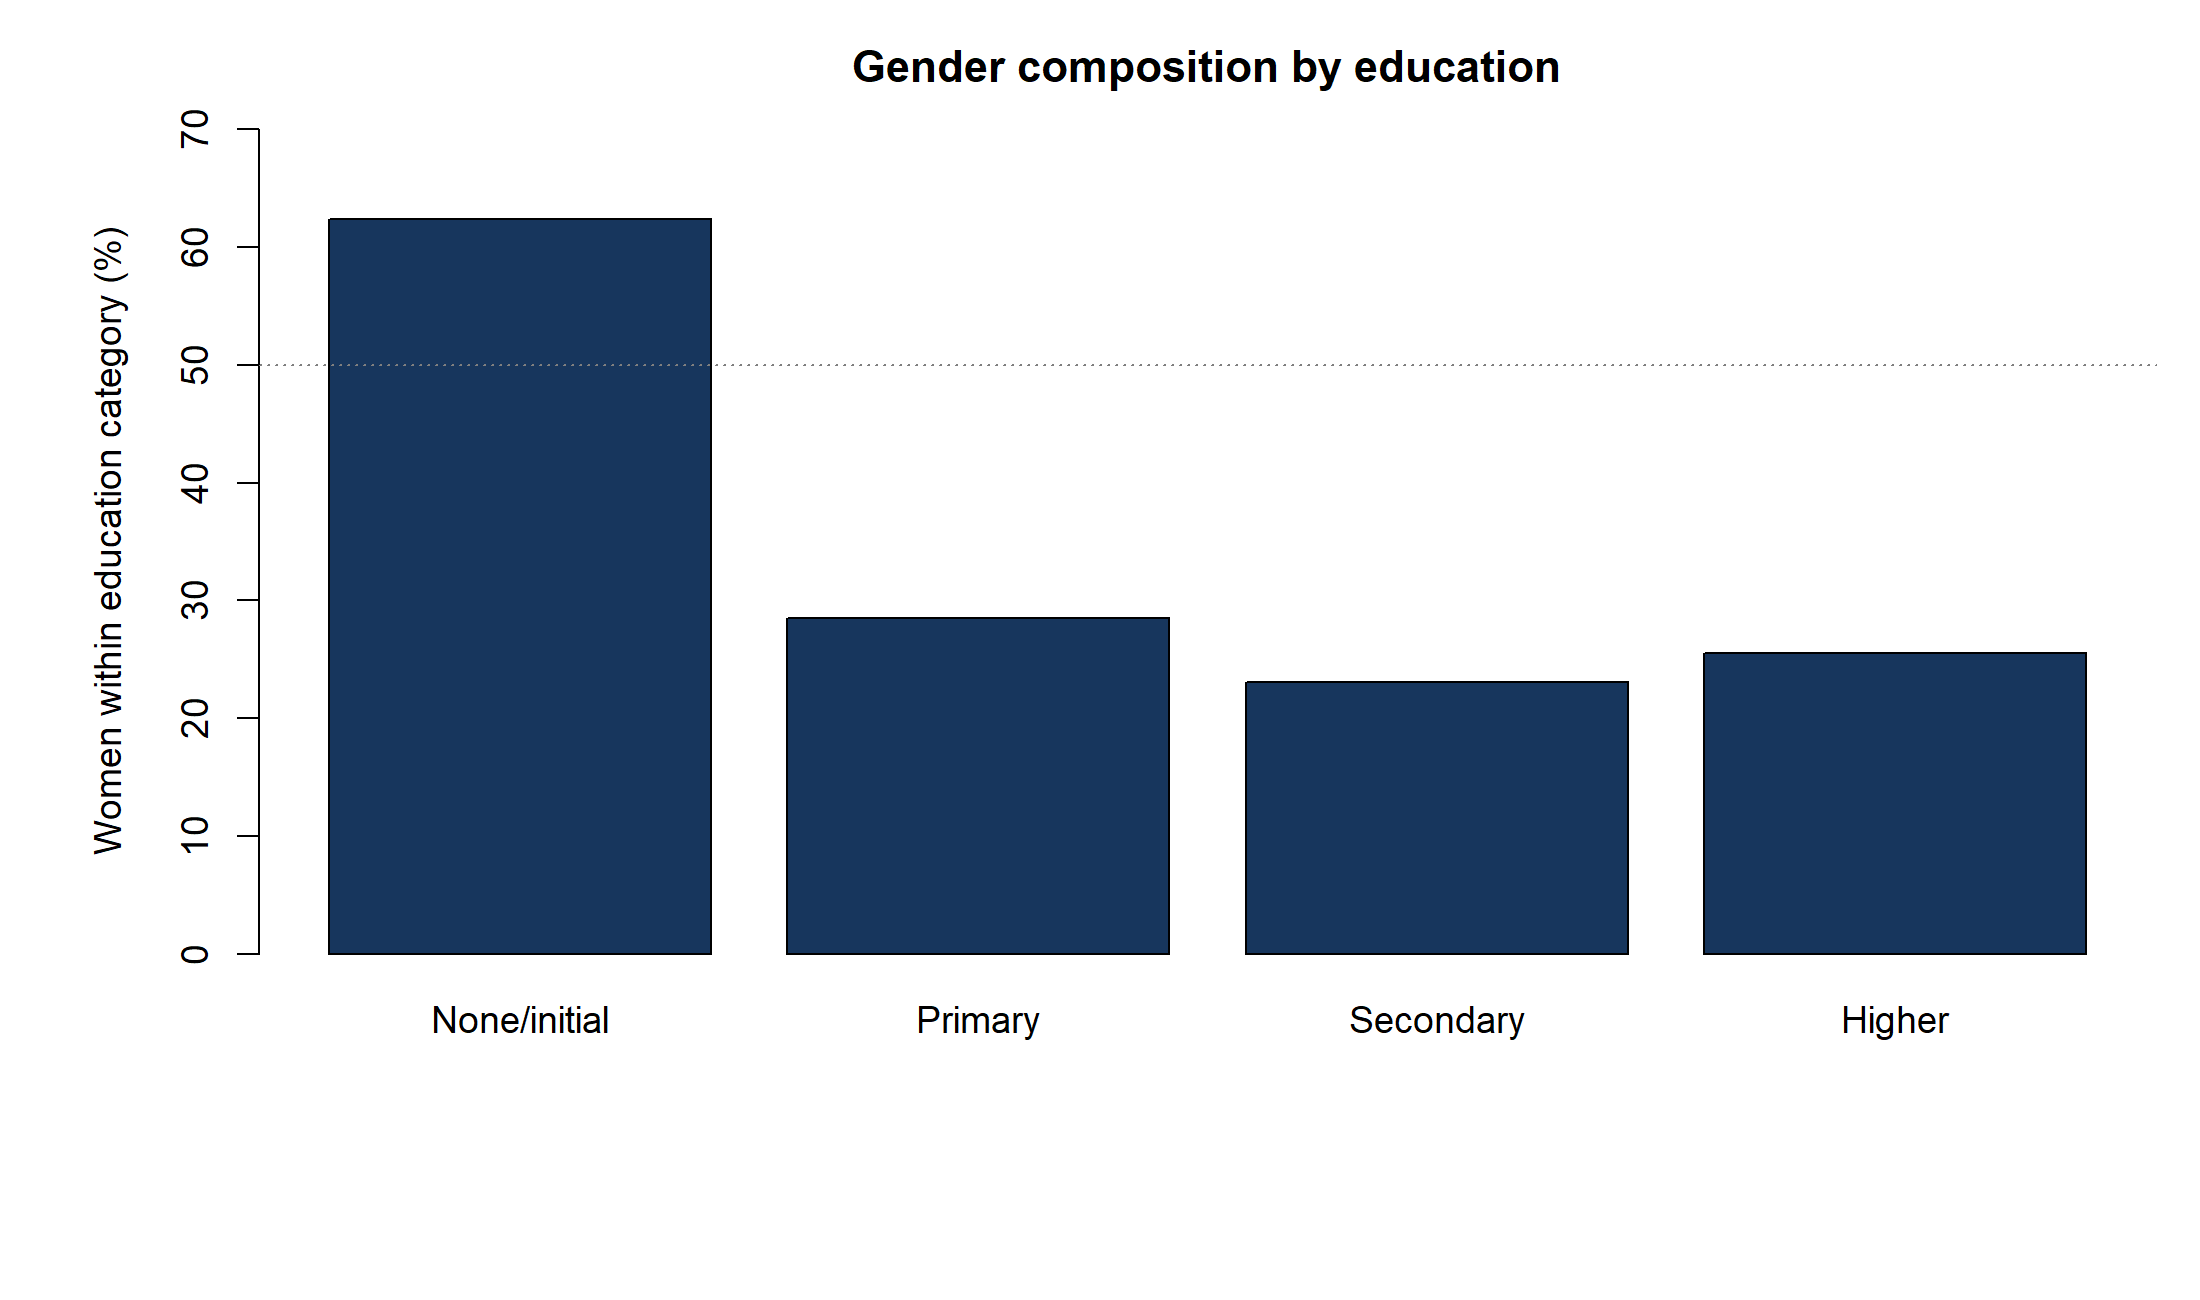 Gender composition by education
Women within education category (%)
70
60
50
40
30
20
10
0
None/initial
Primary
Secondary
Higher